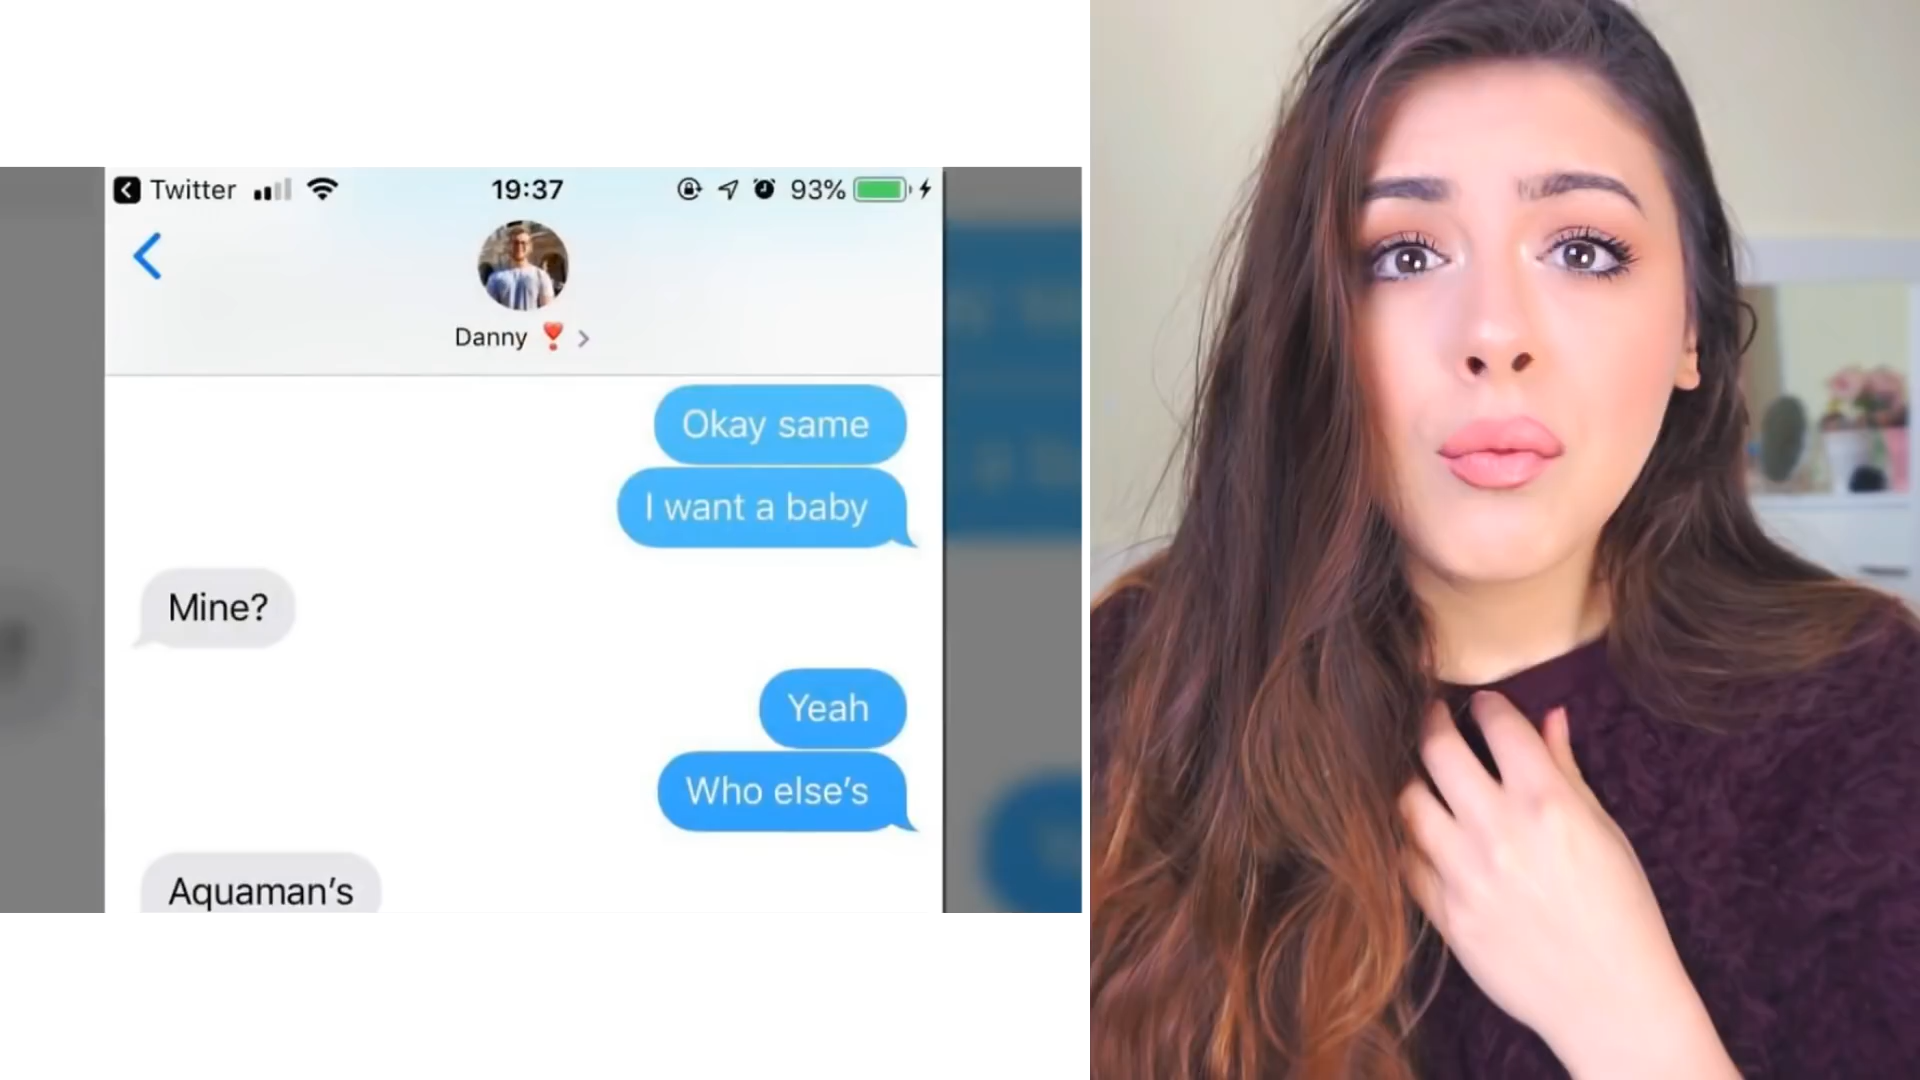 Twitter 19:37 93%
Danny
Okay same
I want a baby
Mine?
Yeah
Who else’s
Aquaman’s